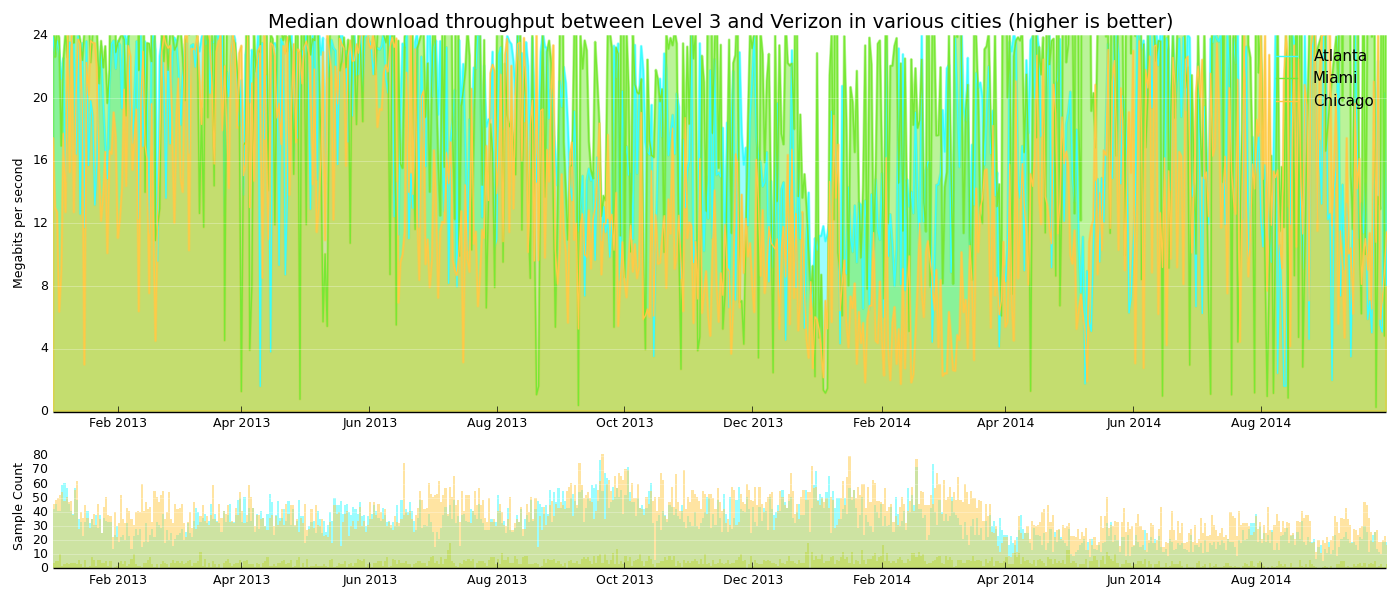 Median download throughput between Level 3 and Verizon in various cities (higher is better)
24
20
16
12
8
4
0
Megabits per second
Atlanta
Miami
Chicago
Feb 2013 Apr 2013 Jun 2013 Aug 2013 Oct 2013 Dec 2013 Feb 2014 Apr 2014 Jun 2014 Aug 2014
80
70
60
50
40
30
20
10
0
Sample Count
Feb 2013 Apr 2013 Jun 2013 Aug 2013 Oct 2013 Dec 2013 Feb 2014 Apr 2014 Jun 2014 Aug 2014